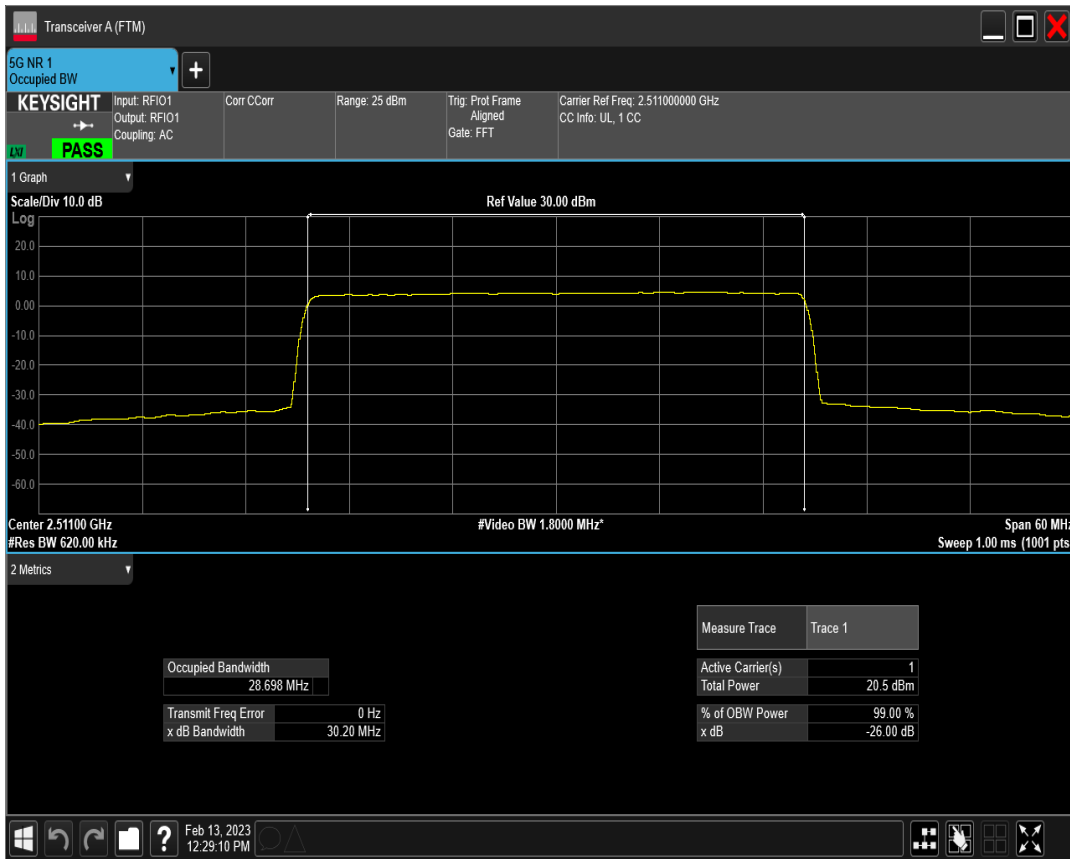 Transceiver A (FTM)
5G NR 1
Occupied BW
+
KEYSIGHT
LXI
PASS
Input: RFIO1
Output: RFIO1
Coupling: AC
Corr CCorr
Range: 25 dBm
Trig: Prot Frame
Aligned
Gate: FFT
Carrier Ref Freq: 2.511000000 GHz
CC Info: UL, 1 CC
1 Graph
Scale/Div 10.0 dB
Ref Value 30.00 dBm
Log
20.0
10.0
0.00
-10.0
-20.0
-30.0
-40.0
-50.0
-60.0
Center 2.51100 GHz
#Video BW 1.8000 MHz*
Span 60 MHz
#Res BW 620.00 kHz
Sweep 1.00 ms (1001 pts
2 Metrics
Measure Trace Trace 1
Occupied Bandwidth
28.698 MHz
Active Carrier(s) 1
Total Power 20.5 dBm
Transmit Freq Error 0 Hz
x dB Bandwidth 30.20 MHz
% of OBW Power 99.00 %
x dB -26.00 dB
?
Feb 13, 2023
12:29:10 PM